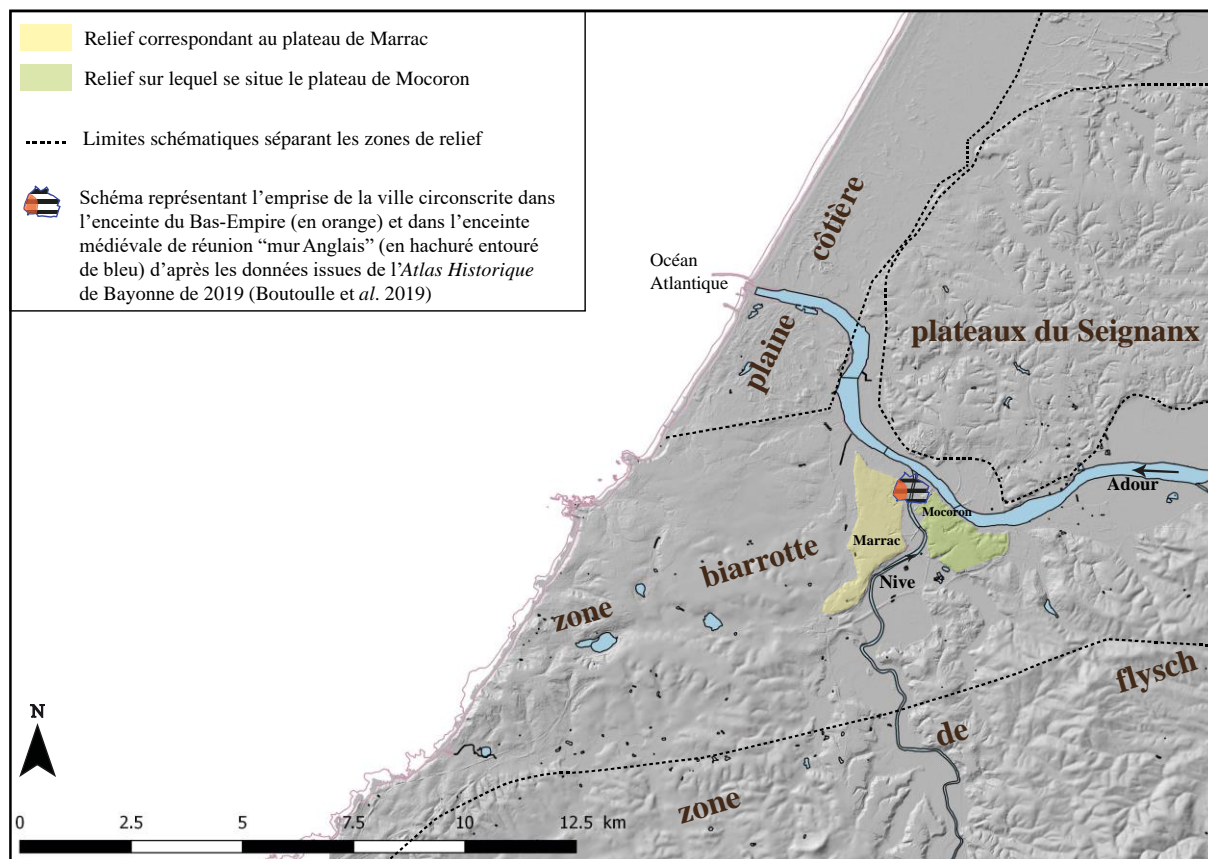 Relief correspondant au plateau de Marrac
Relief sur lequel se situe le plateau de Mocoron
Limites schématiques séparant les zones de relief
Schéma représentant l’emprise de la ville circonscrite dans
l’enceinte du Bas-Empire (en orange) et dans l’enceinte
médiévale de réunion “mur Anglais” (en hachuré entouré
de bleu) d’après les données issues de l’Atlas Historique
de Bayonne de 2019 (Boutoulle et al. 2019)
Océan
Atlantique
plaine côtière
plateaux du Seignanx
Adour
Mocoron
Marrac
Nive
zone biarrotte
zone de flysch
N
0 2.5 5 7.5 10 12.5 km